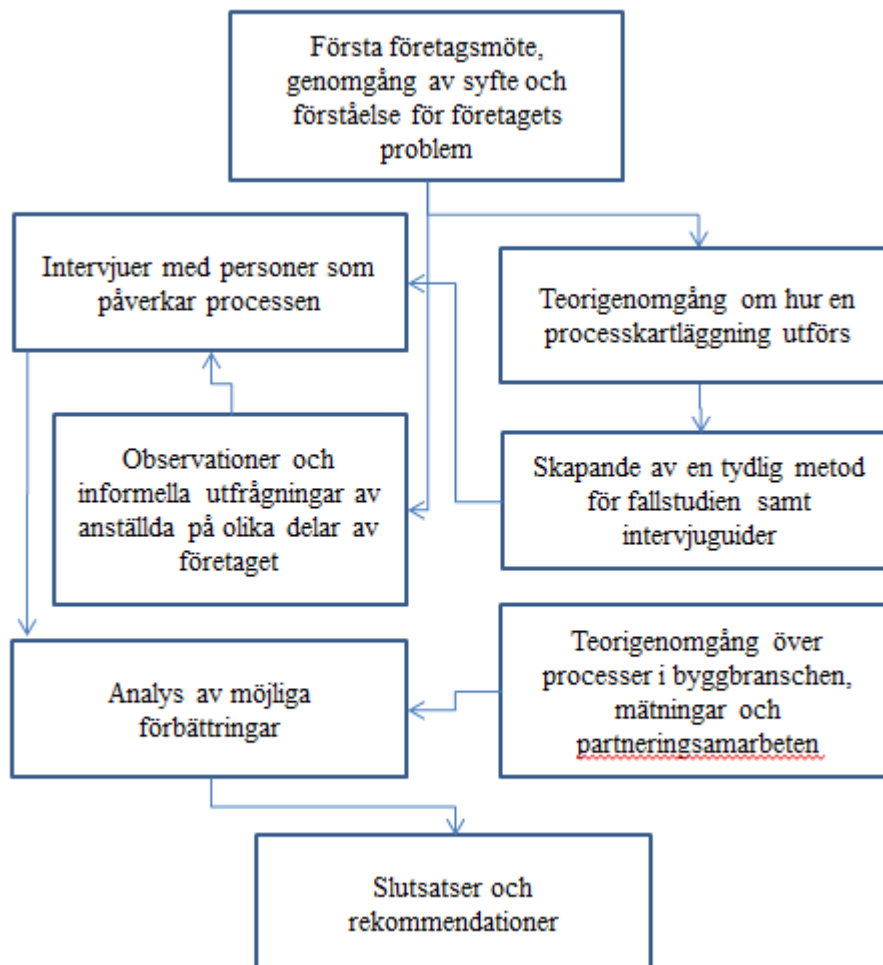 Första företagsmöte,
genomgång av syfte och
förståelse för företagets
problem
Intervjuer med personer som
påverkar processen
Teorigenomgång om hur en
processkartläggning utförs
Observationer och
informella utfrågningar av
anställda på olika delar av
företaget
Skapande av en tydlig metod
för fallstudien samt
intervjuguider
Analys av möjliga
förbättringar
Teorigenomgång över
processer i byggbranschen,
mätningar och
partneringsamarbeten
Slutsatser och
rekommendationer